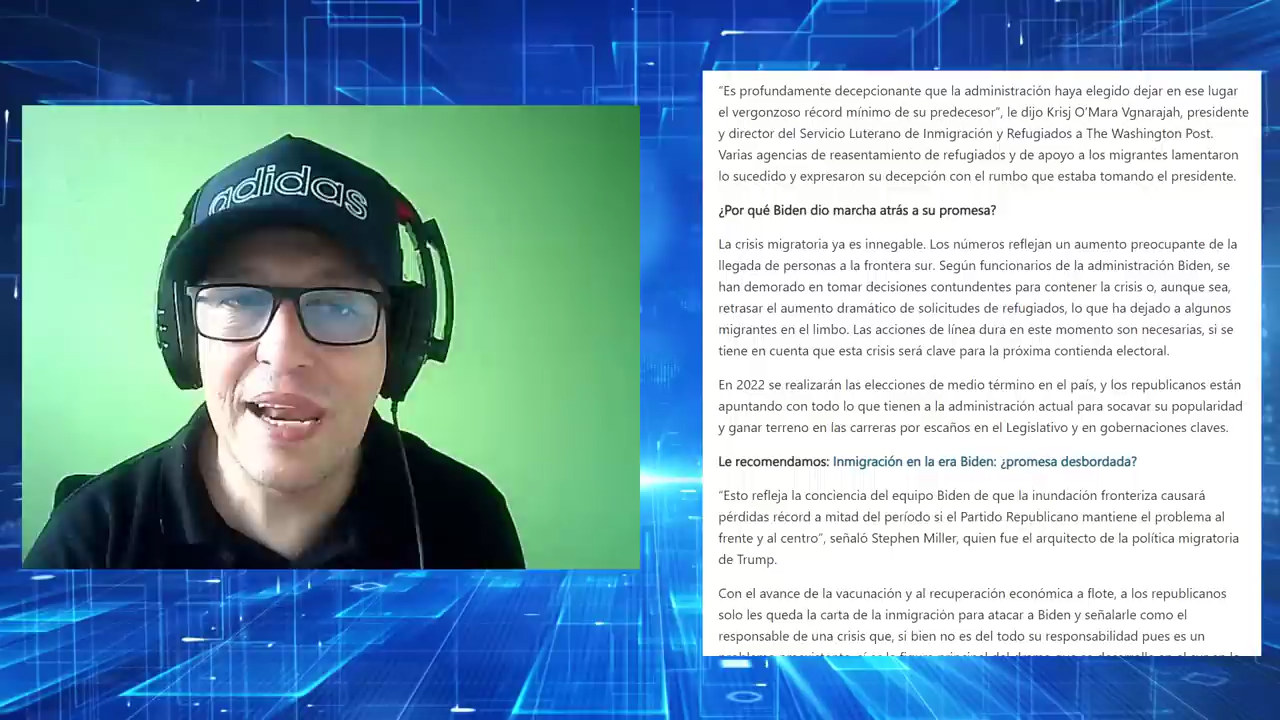 adidas
“Es profundamente decepcionante que la administración haya elegido dejar en ese lugar
el vergonzoso récord mínimo de su predecesor”, le dijo Krisj O’Mara Vgnarajah, presidente
y director del Servicio Luterano de Inmigración y Refugiados a The Washington Post.
Varias agencias de reasentamiento de refugiados y de apoyo a los migrantes lamentaron
lo sucedido y expresaron su decepción con el rumbo que estaba tomando el presidente.
¿Por qué Biden dio marcha atrás a su promesa?
La crisis migratoria ya es innegable. Los números reflejan un aumento preocupante de la
llegada de personas a la frontera sur. Según funcionarios de la administración Biden, se
han demorado en tomar decisiones contundentes para contener la crisis o, aunque sea,
retrasar el aumento dramático de solicitudes de refugiados, lo que ha dejado a algunos
migrantes en el limbo. Las acciones de línea dura en este momento son necesarias, si se
tiene en cuenta que esta crisis será clave para la próxima contienda electoral.
En 2022 se realizarán las elecciones de medio término en el país, y los republicanos están
apuntando con todo lo que tienen a la administración actual para socavar su popularidad
y ganar terreno en las carreras por escaños en el Legislativo y en gobernaciones claves.
Le recomendamos: Inmigración en la era Biden: ¿promesa desbordada?
“Esto refleja la conciencia del equipo Biden de que la inundación fronteriza causará
pérdidas récord a mitad del período si el Partido Republicano mantiene el problema al
frente y al centro”, señaló Stephen Miller, quien fue el arquitecto de la política migratoria
de Trump.
Con el avance de la vacunación y al recuperación económica a flote, a los republicanos
solo les queda la carta de la inmigración para atacar a Biden y señalarle como el
responsable de una crisis que, si bien no es del todo su responsabilidad pues es un